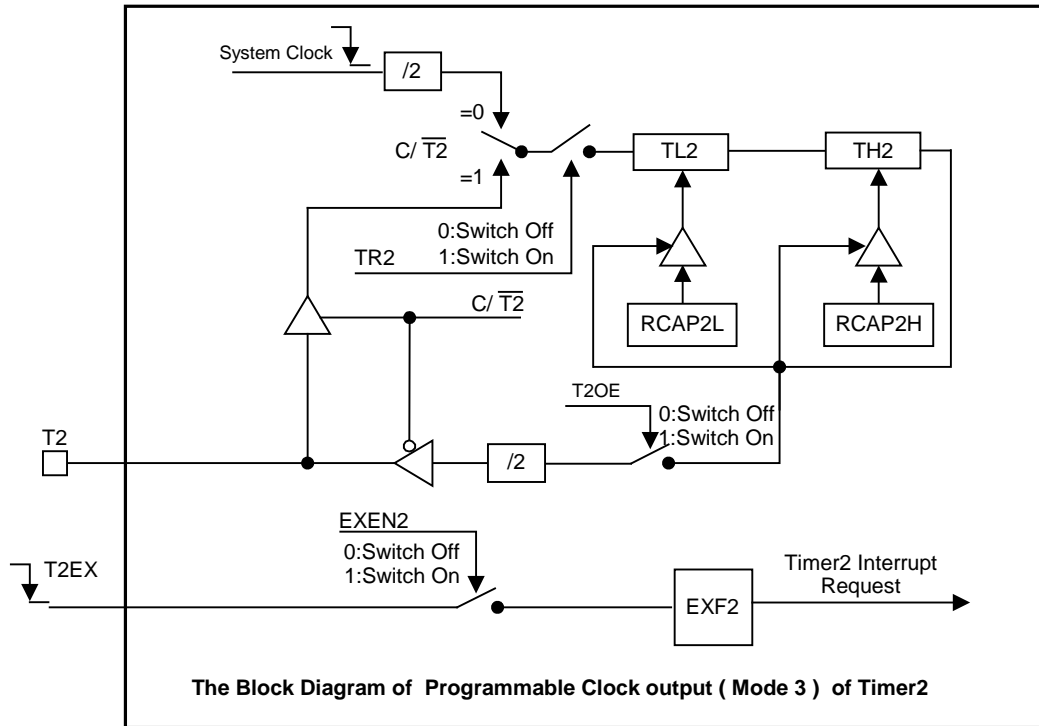 System Clock
/2
=0
C/ T̅2̅
=1
TL2
TH2
0:Switch Off
1:Switch On
TR2
C/ T̅2̅
RCAP2L
RCAP2H
T2OE
0:Switch Off
1:Switch On
T2
/2
EXEN2
0:Switch Off
1:Switch On
T2EX
EXF2
Timer2 Interrupt
Request
The Block Diagram of Programmable Clock output ( Mode 3 ) of Timer2